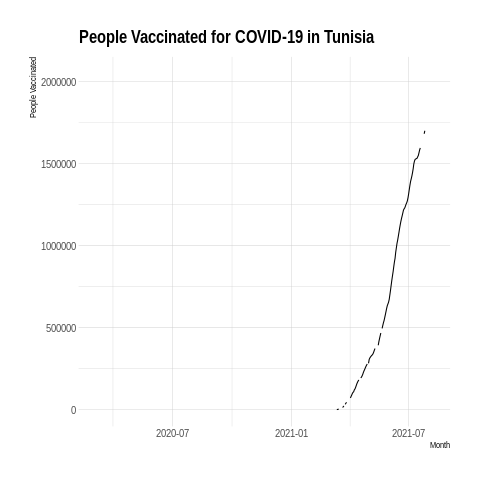 People Vaccinated for COVID-19 in Tunisia
People Vaccinated
2000000
1500000
1000000
500000
0
2020-07
2021-01
2021-07
Month